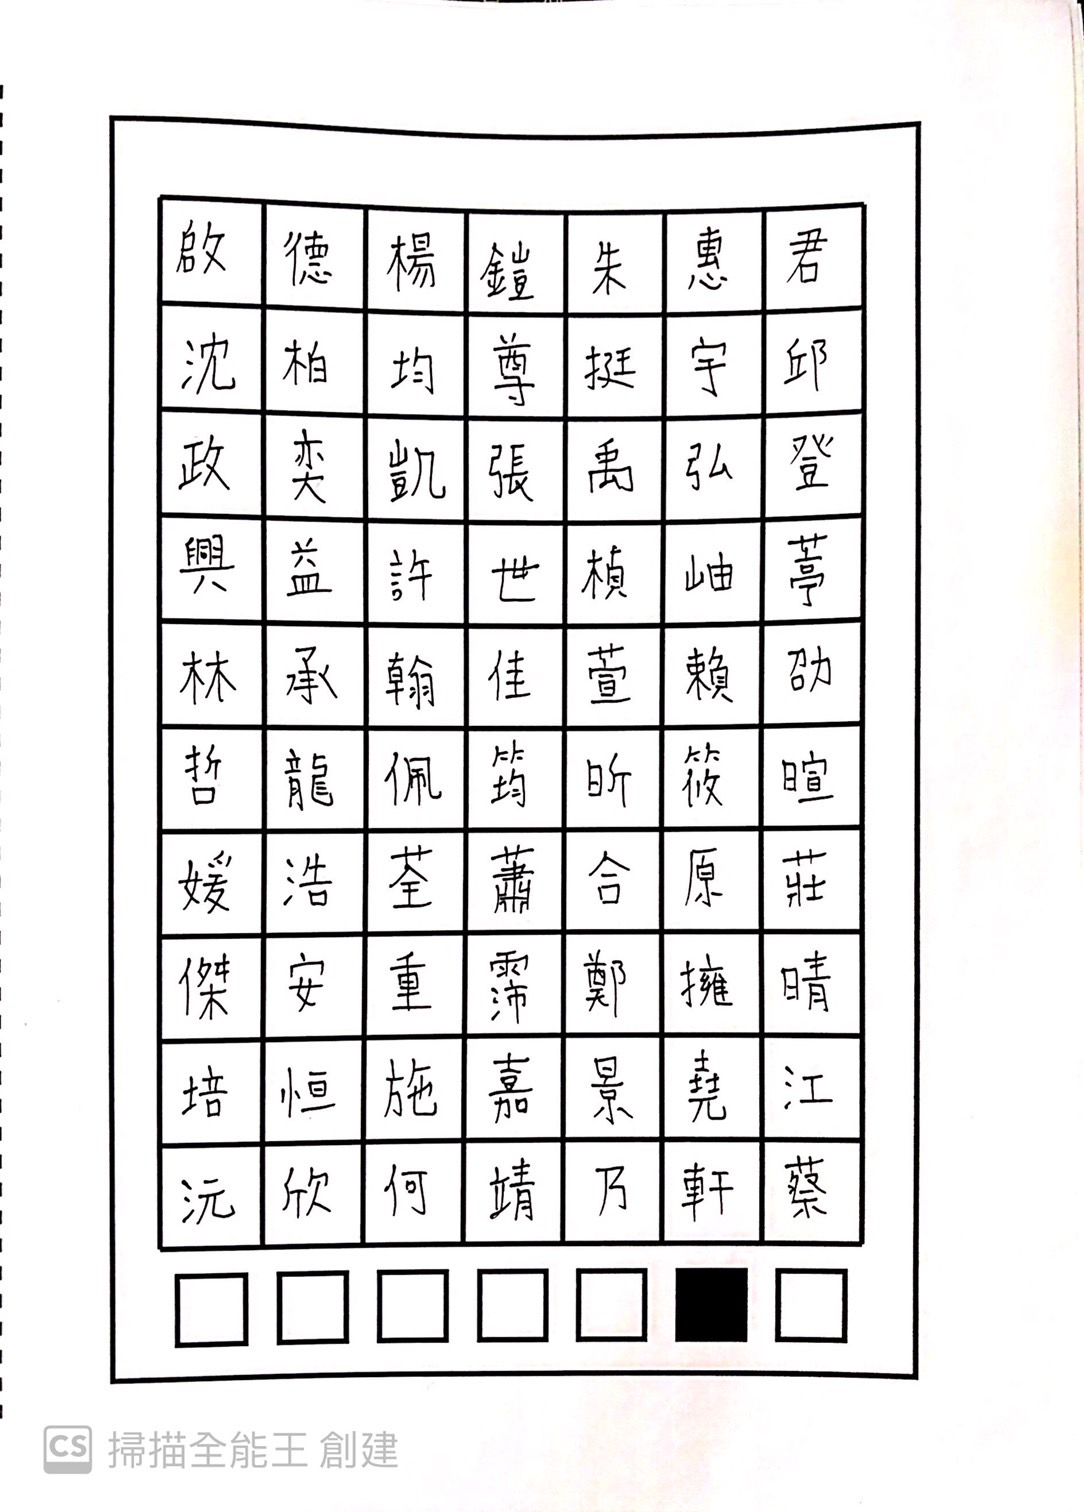 君邱登葶劭暄莊晴江蔡
惠宇弘岫賴筱原擁堯軒
朱挺禹楨萱昕合鄭景乃
鎧尊張世佳筠蕭霈嘉靖
楊均凱許翰佩荃重施何
德柏奕益承龍浩安恒欣
啟沈政興林哲媛傑培沅
CS 掃描全能王 創建